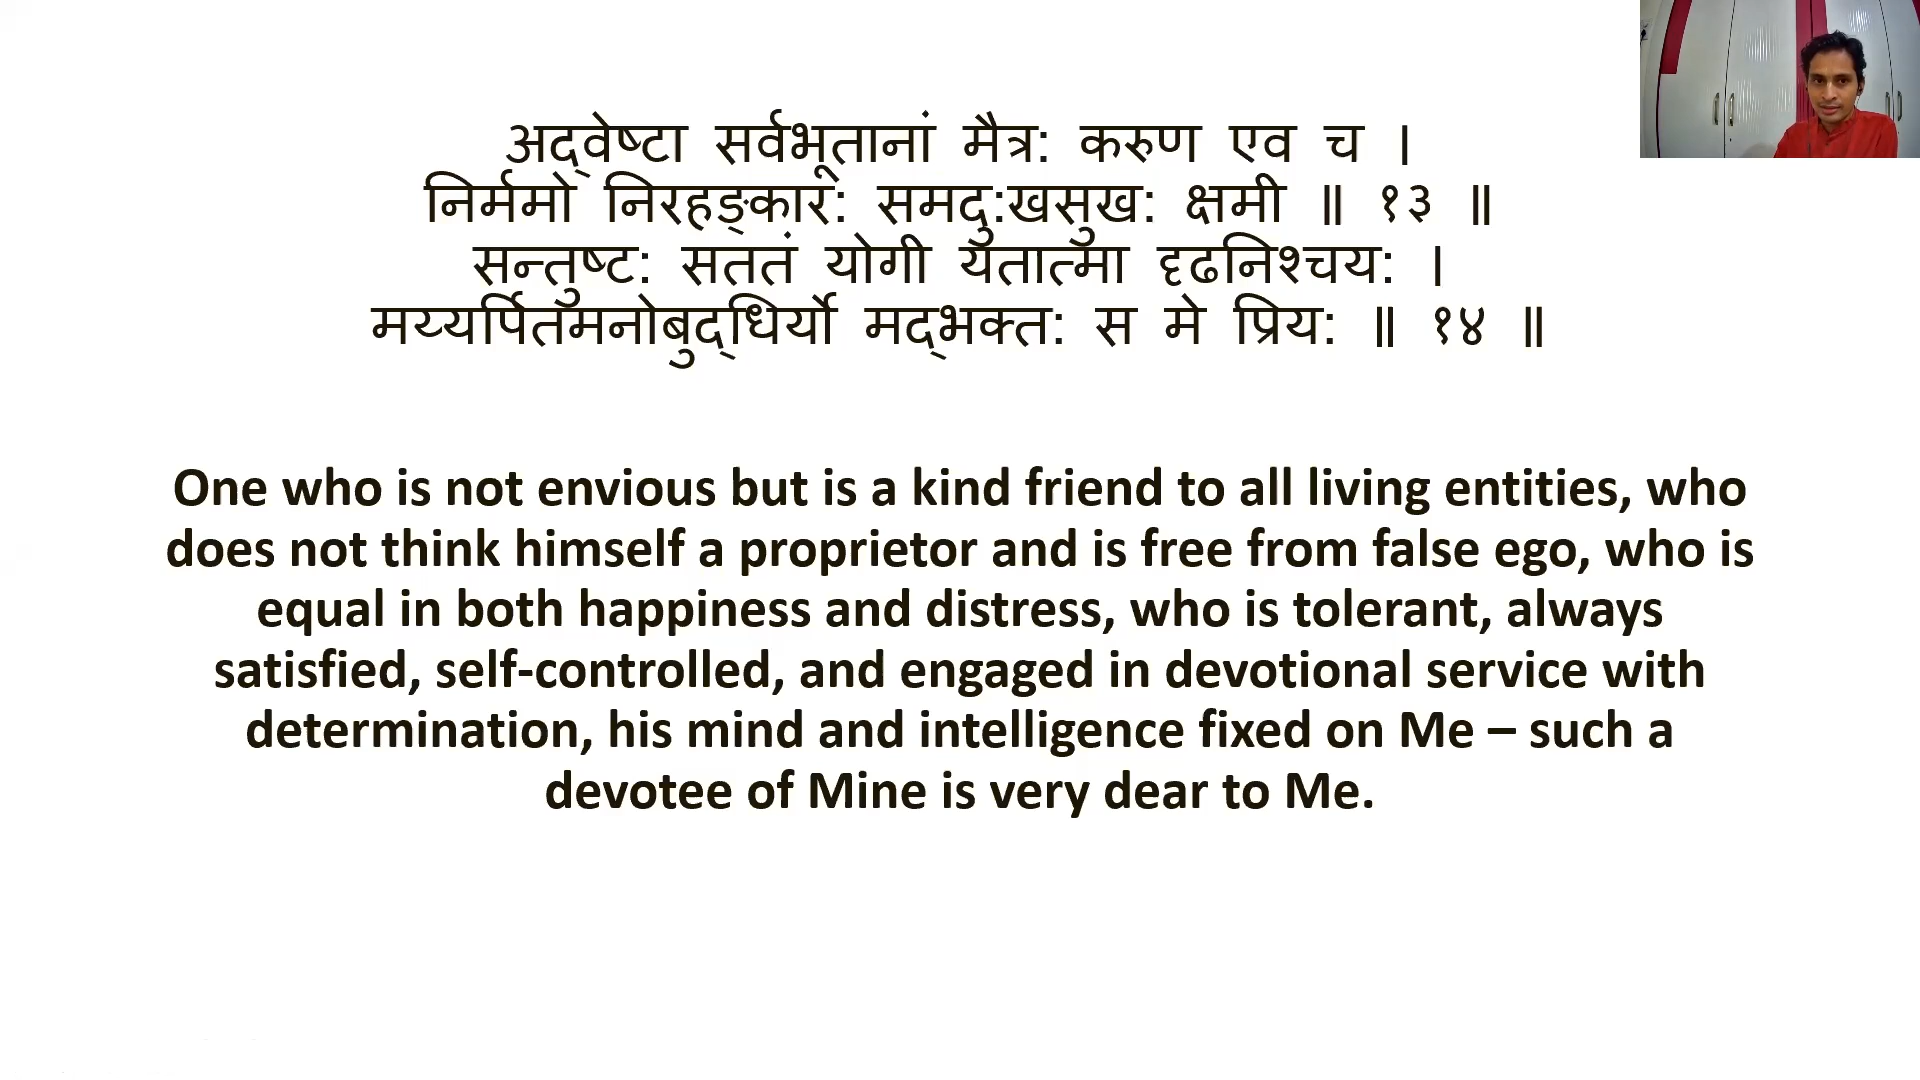 अद्वेष्टा सर्वभूतानां मैत्र: करुण एव च ।
निर्ममो निरहङ्कार: समदु:खसुख: क्षमी ॥ १३ ॥
सन्तुष्ट: सततं योगी यतात्मा दृढनिश्चय: ।
मय्यर्पितमनोबुद्धिर्यो मद्भक्त: स मे प्रिय: ॥ १४ ॥
One who is not envious but is a kind friend to all living entities, who
does not think himself a proprietor and is free from false ego, who is
equal in both happiness and distress, who is tolerant, always
satisfied, self-controlled, and engaged in devotional service with
determination, his mind and intelligence fixed on Me – such a
devotee of Mine is very dear to Me.